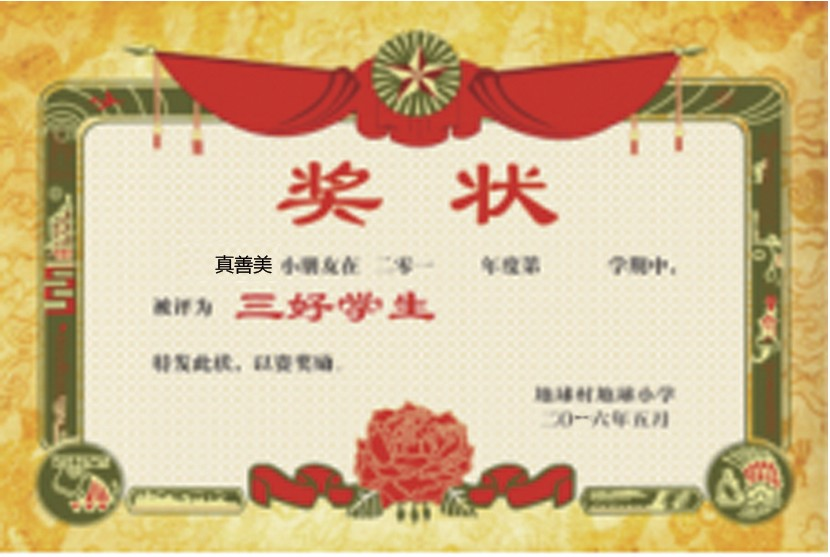 奖 状
真善美 小朋友在 二零一 年度第 学期中，
被评为 三好学生
特发此状，以资奖励。
地球村地球小学
二〇一六年五月